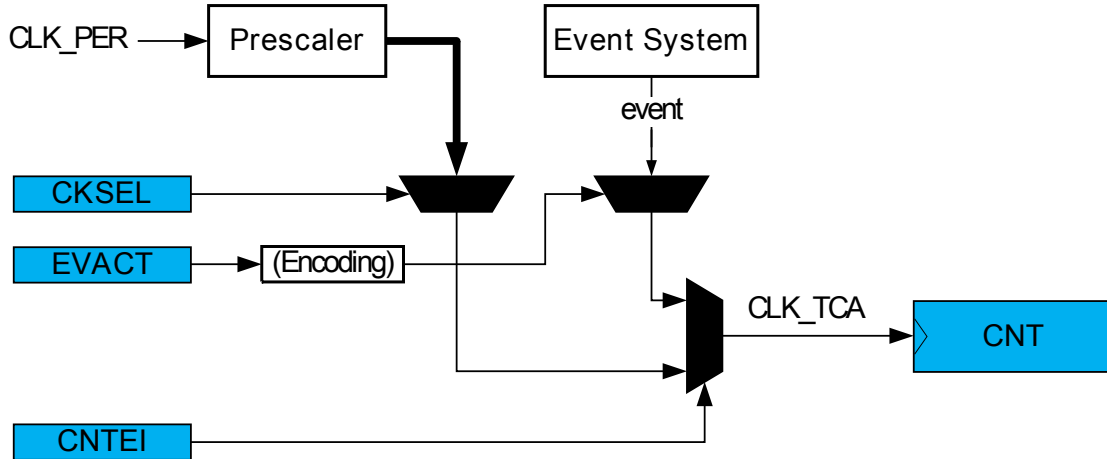 CLK_PER
Prescaler
Event System
event
CKSEL
EVACT
(Encoding)
CLK_TCA
CNT
CNTEI